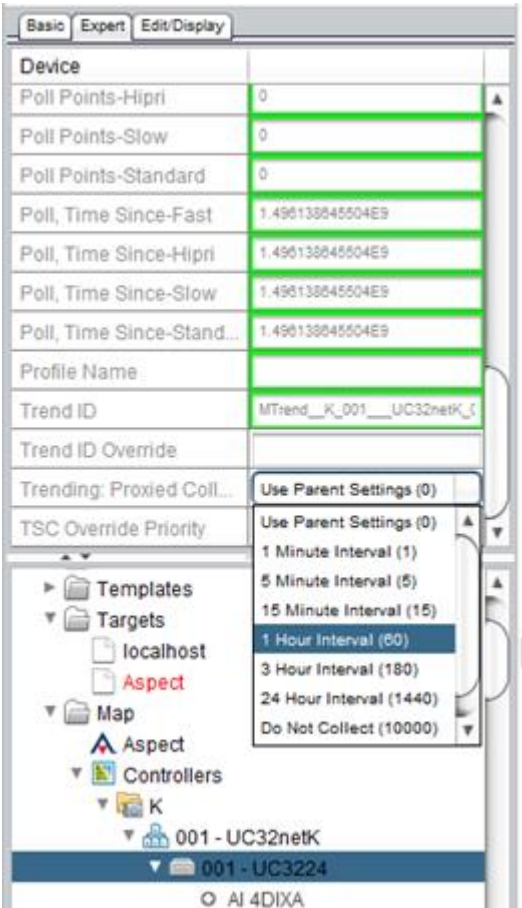 Basic Expert Edit/Display
Device
Poll Points-Hipri 0
Poll Points-Slow 0
Poll Points-Standard 0
Poll, Time Since-Fast 1.496138645504E9
Poll, Time Since-Hipri 1.496138645504E9
Poll, Time Since-Slow 1.496138645504E9
Poll, Time Since-Stand... 1.496138645504E9
Profile Name
Trend ID MTrend__K_001___UC32netK_
Trend ID Override
Trending: Proxied Coll... Use Parent Settings (0)
TSC Override Priority Use Parent Settings (0)
1 Minute Interval (1)
5 Minute Interval (5)
15 Minute Interval (15)
1 Hour Interval (60)
3 Hour Interval (180)
24 Hour Interval (1440)
Do Not Collect (10000)
Templates
Targets
localhost
Aspect
Map
Aspect
Controllers
K
001 - UC32netK
001 - UC3224
AI 4DIXA